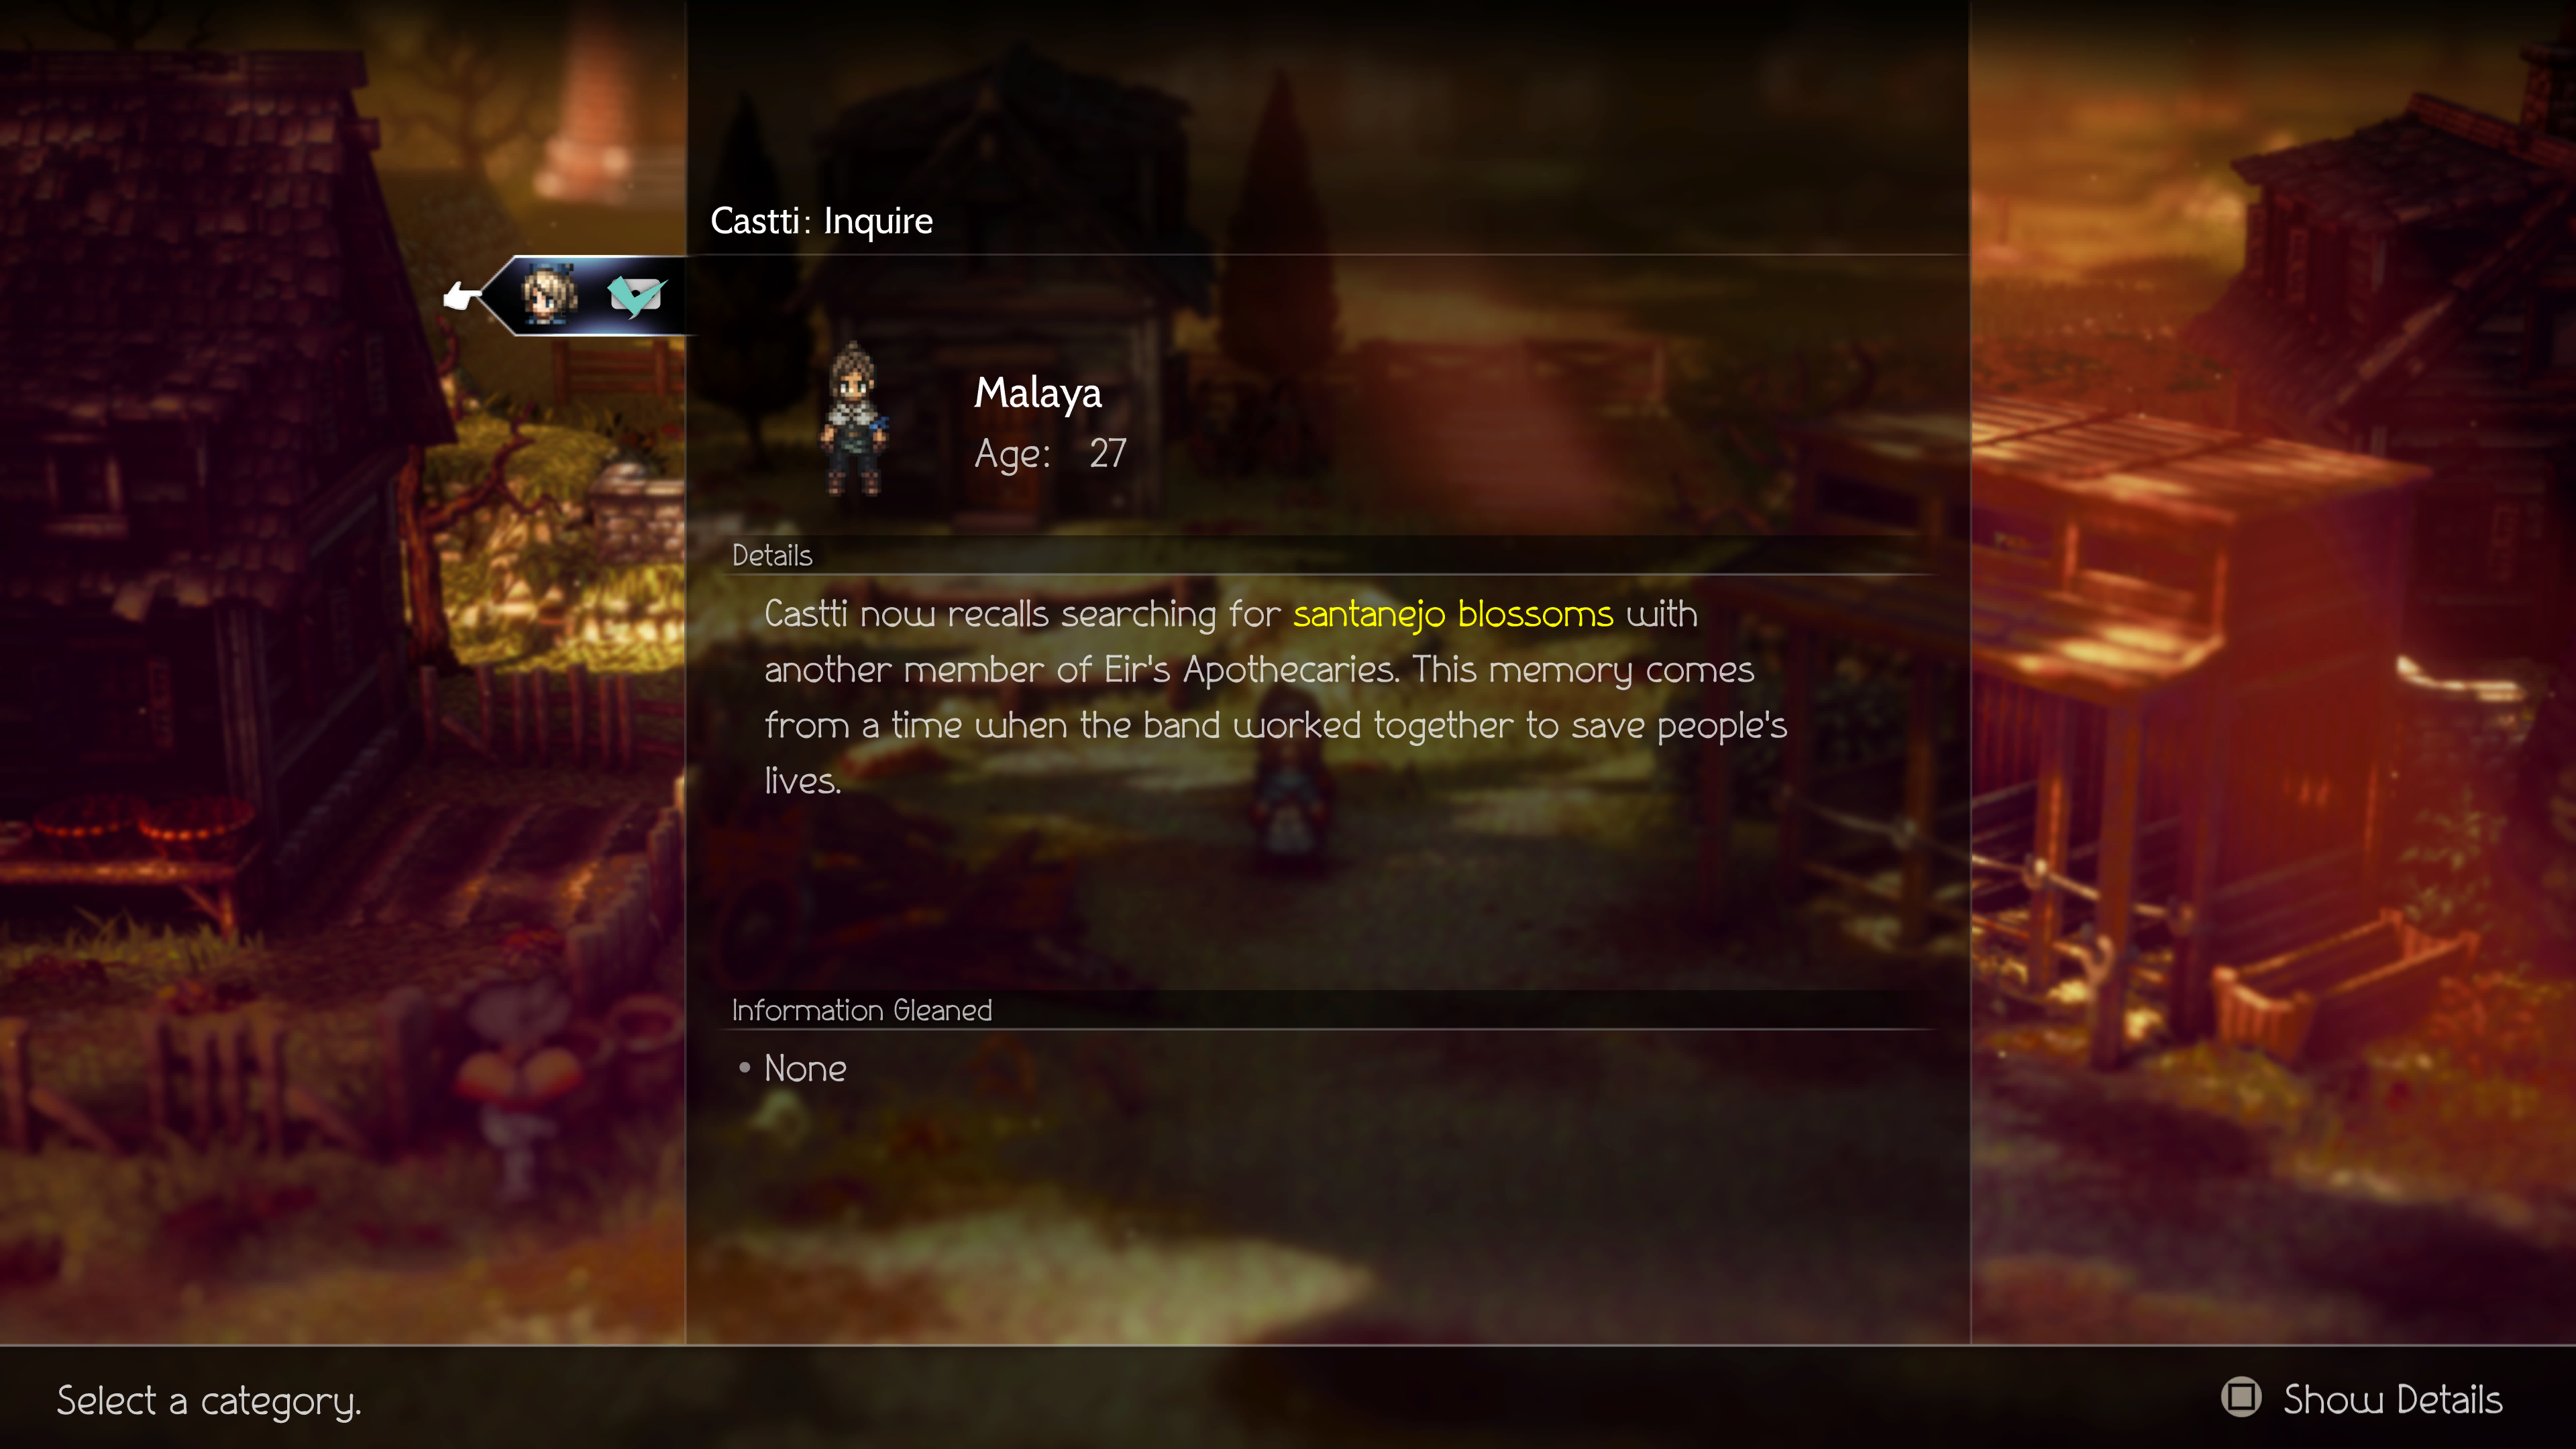 Castti: Inquire
Malaya
Age: 27
Details
Castti now recalls searching for santanejo blossoms with
another member of Eir's Apothecaries. This memory comes
from a time when the band worked together to save people's
lives.
Information Gleaned
• None
Select a category.
Show Details